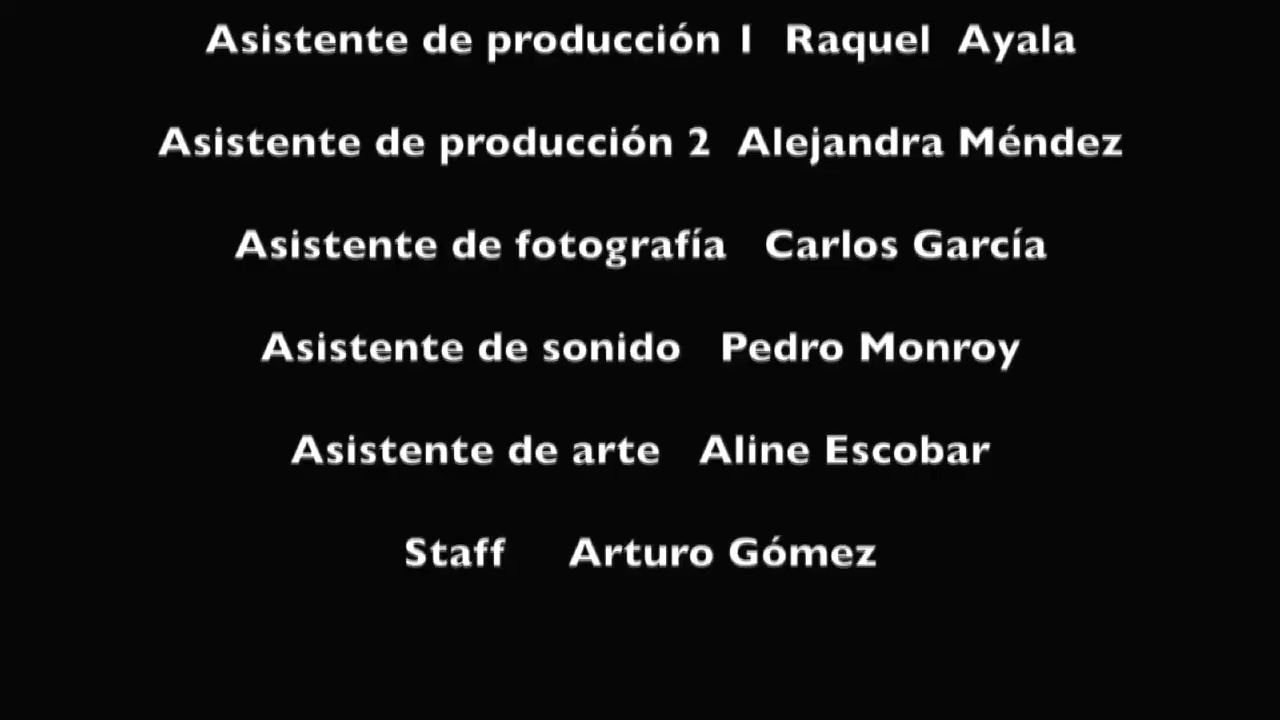 Asistente de producción 1 Raquel Ayala
Asistente de producción 2 Alejandra Méndez
Asistente de fotografía Carlos García
Asistente de sonido Pedro Monroy
Asistente de arte Aline Escobar
Staff Arturo Gómez